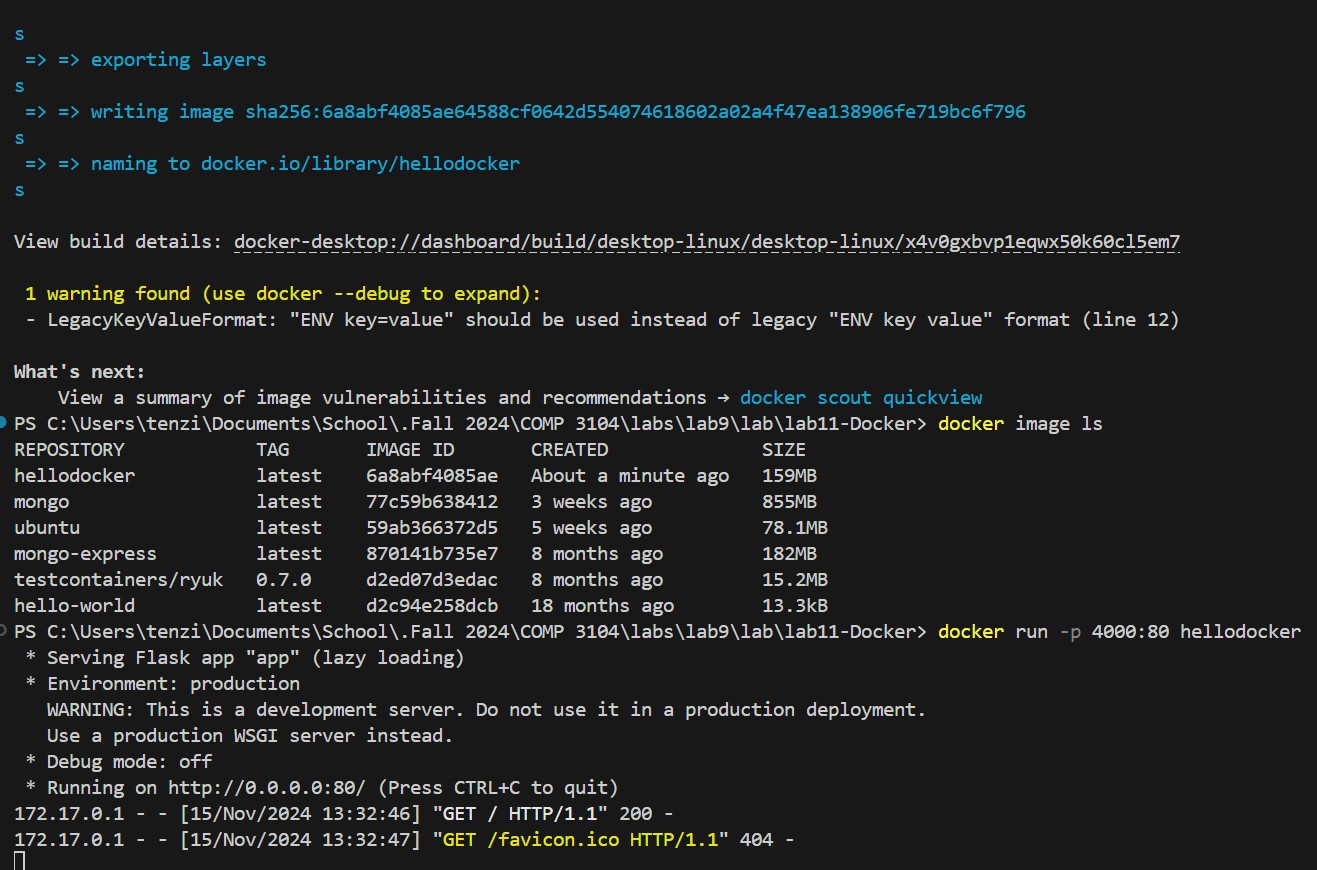 s
=> => exporting layers
s
=> => writing image sha256:6a8abf4085ae64588cf0642d554074618602a02a4f47ea138906fe719bc6f796
s
=> => naming to docker.io/library/hellodocker
s
View build details: docker-desktop://dashboard/build/desktop-linux/desktop-linux/x4v0gxbvp1eqwx50k60cl5em7
1 warning found (use docker --debug to expand):
- LegacyKeyValueFormat: "ENV key=value" should be used instead of legacy "ENV key value" format (line 12)
What's next:
View a summary of image vulnerabilities and recommendations → docker scout quickview
PS C:\Users\tenzi\Documents\School\.Fall 2024\COMP 3104\labs\lab9\lab\lab11-Docker> docker image ls
REPOSITORY TAG IMAGE ID CREATED SIZE
hellodocker latest 6a8abf4085ae About a minute ago 159MB
mongo latest 77c59b638412 3 weeks ago 855MB
ubuntu latest 59ab366372d5 5 weeks ago 78.1MB
mongo-express latest 870141b735e7 8 months ago 182MB
testcontainers/ryuk 0.7.0 d2ed07d3edac 8 months ago 15.2MB
hello-world latest d2c94e258dcb 18 months ago 13.3kB
PS C:\Users\tenzi\Documents\School\.Fall 2024\COMP 3104\labs\lab9\lab\lab11-Docker> docker run -p 4000:80 hellodocker
* Serving Flask app "app" (lazy loading)
* Environment: production
WARNING: This is a development server. Do not use it in a production deployment.
Use a production WSGI server instead.
* Debug mode: off
* Running on http://0.0.0.0:80/ (Press CTRL+C to quit)
172.17.0.1 - - [15/Nov/2024 13:32:46] "GET / HTTP/1.1" 200 -
172.17.0.1 - - [15/Nov/2024 13:32:47] "GET /favicon.ico HTTP/1.1" 404 -